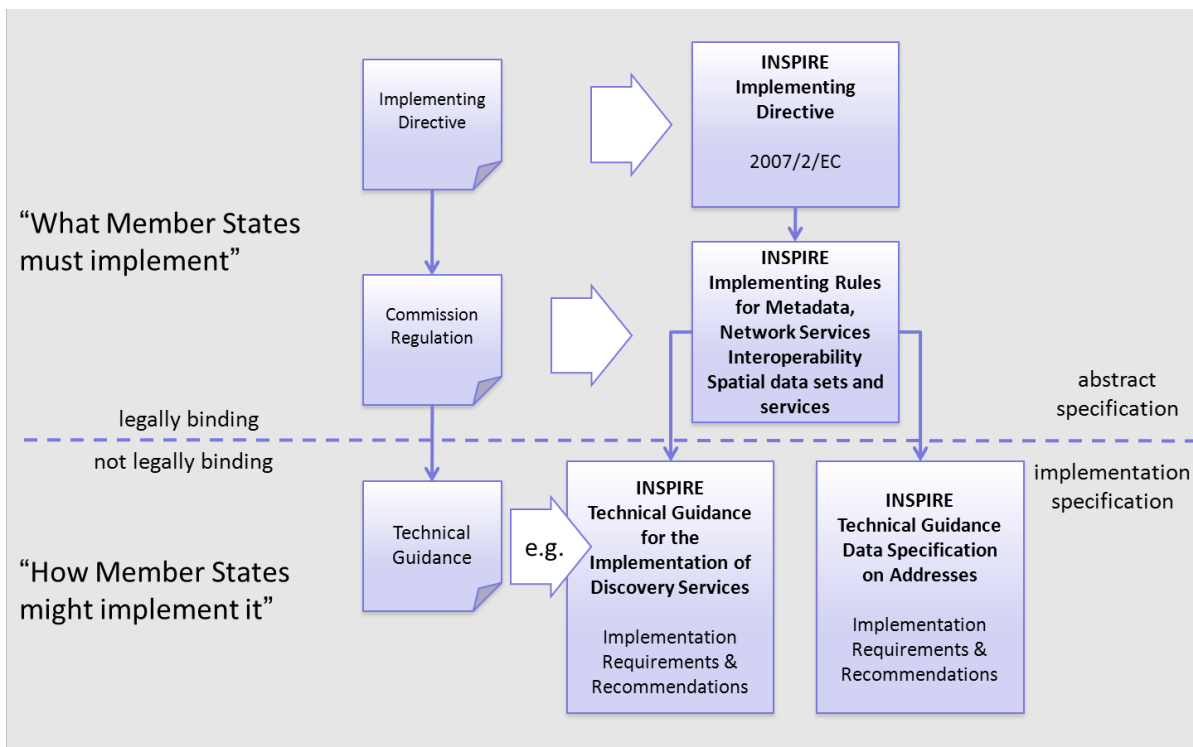 Implementing
Directive
INSPIRE
Implementing
Directive
2007/2/EC
“What Member States
must implement”
Commission
Regulation
INSPIRE
Implementing Rules
for Metadata,
Network Services
Interoperability
Spatial data sets and
services
abstract
specification
legally binding
not legally binding
implementation
specification
“How Member States
might implement it”
Technical
Guidance
e.g.
INSPIRE
Technical Guidance
for the
Implementation of
Discovery Services
Implementation
Requirements &
Recommendations
INSPIRE
Technical Guidance
Data Specification
on Addresses
Implementation
Requirements &
Recommendations